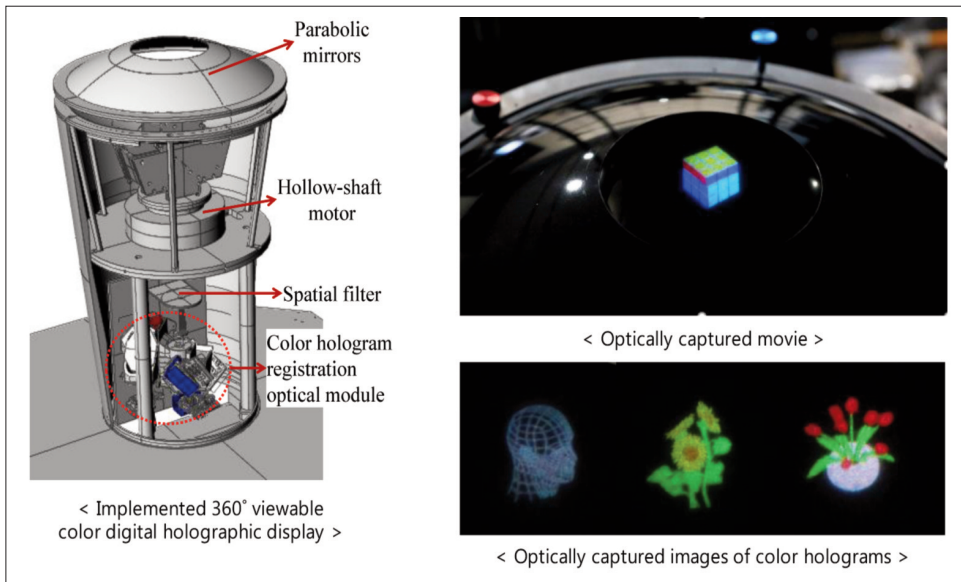 Parabolic
mirrors
Hollow-shaft
motor
Spatial filter
Color hologram
registration
optical module
< Implemented 360˚ viewable
color digital holographic display >
< Optically captured movie >
< Optically captured images of color holograms >